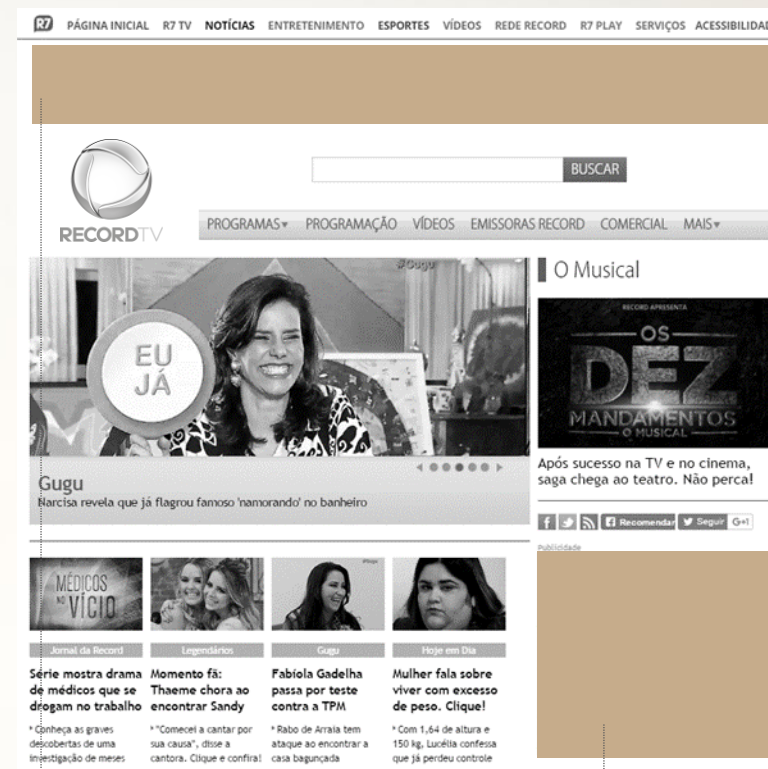 R7 PÁGINA INICIAL R7 TV NOTÍCIAS ENTRETENIMENTO ESPORTES VÍDEOS REDE RECORD R7 PLAY SERVIÇOS ACESSIBILIDAD
BUSCAR
RECORDTV
PROGRAMAS PROGRAMAÇÃO VÍDEOS EMISSORAS RECORD COMERCIAL MAIS
#Gugu
EU
JÁ
Gugu
Narcisa revela que já flagrou famoso 'namorando' no banheiro
O Musical
RECORD APRESENTA
OS
DEZ
MANDAMENTOS
O MUSICAL
Após sucesso na TV e no cinema,
saga chega ao teatro. Não perca!
Recomendar Seguir G+1
Publicidade
MÉDICOS
NO VÍCIO
Jornal da Record
Série mostra drama
de médicos que se
drogam no trabalho
Conheça as graves
descobertas de uma
investigação de meses
Legendários
Momento fã:
Thaeme chora ao
encontrar Sandy
"Comecei a cantar por
sua causa", disse a
cantora. Clique e confira!
Gugu
Fabíola Gadelha
passa por teste
contra a TPM
Rabo de Arraia tem
ataque ao encontrar a
casa bagunçada
Hoje em Dia
Mulher fala sobre
viver com excesso
de peso. Clique!
Com 1,64 de altura e
150 kg, Lucélia confessa
que já perdeu controle